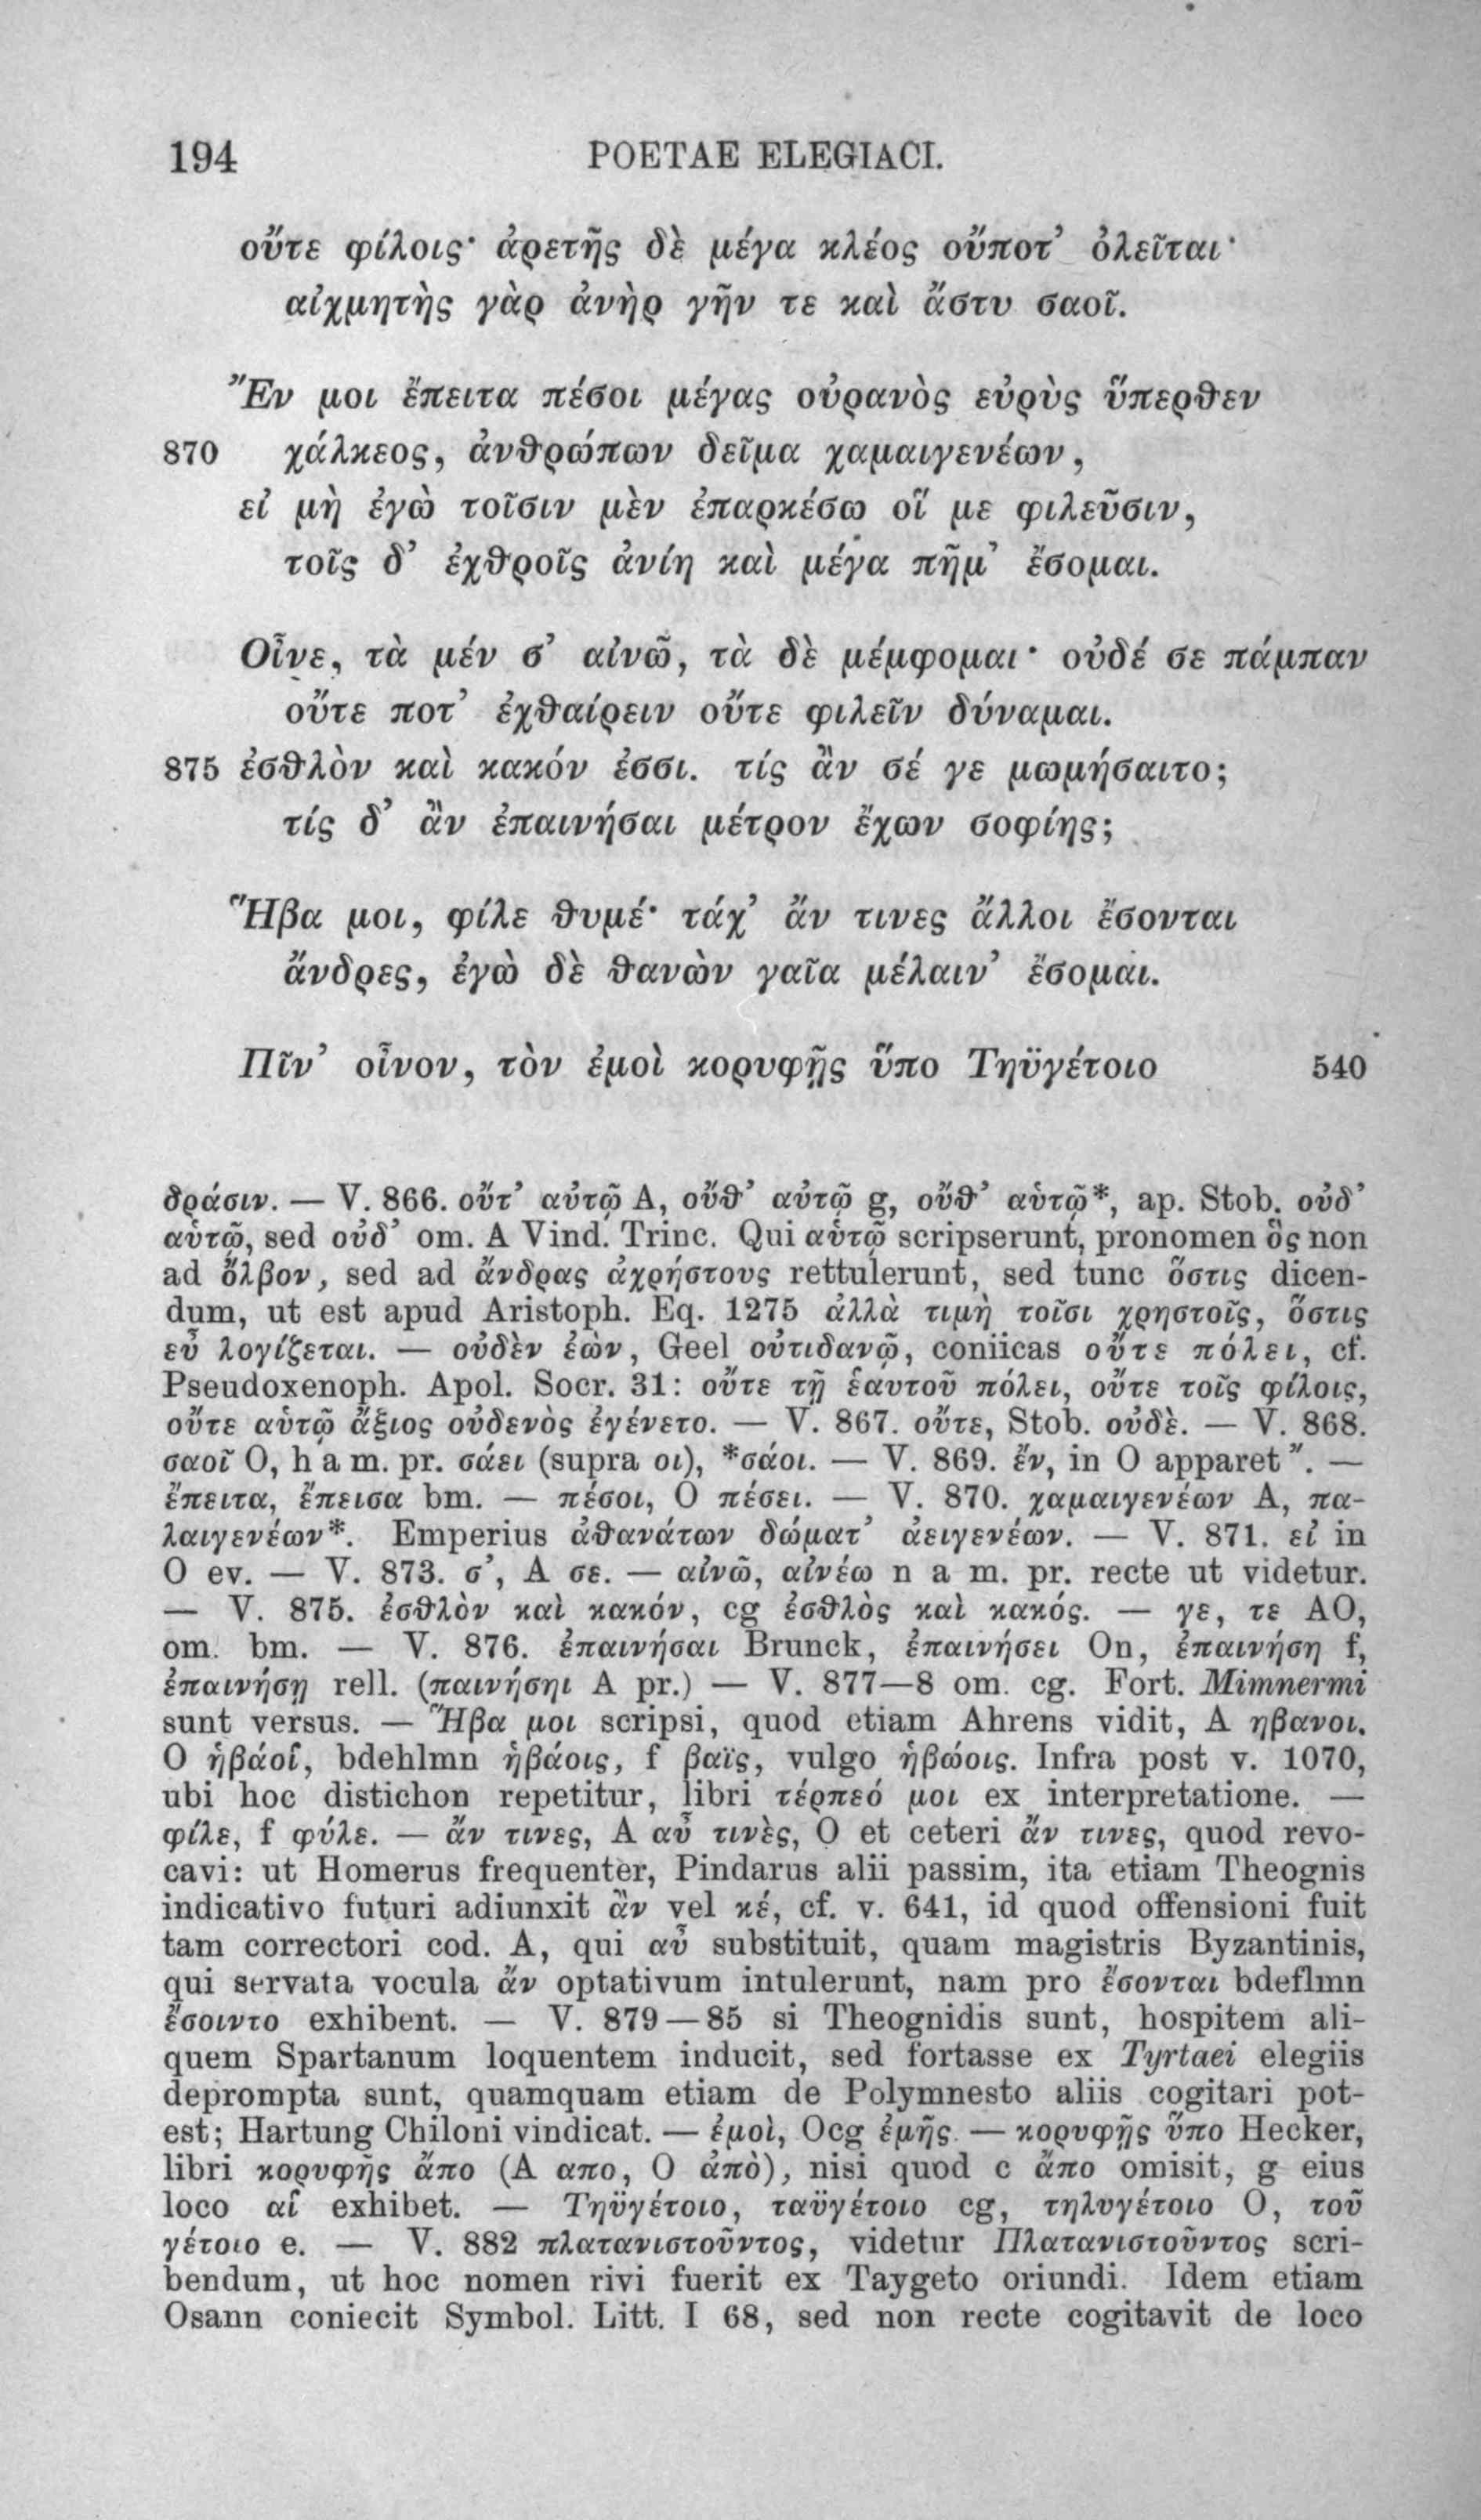 194 POETAE ELEGIACI.
οὔτε φίλοις· ἀρετῆς δὲ μέγα κλέος οὔποτ’ ὀλεῖται·
αἰχμητὴς γὰρ ἀνὴρ γῆν τε καὶ ἄστυ σαοῖ.
Ἔν μοι ἔπειτα πέσοι μέγας οὐρανὸς εὐρὺς ὕπερθεν
870 χάλκεος, ἀνθρώπων δεῖμα χαμαιγενέων,
εἰ μὴ ἐγὼ τοῖσιν μὲν ἐπαρκέσω οἵ με φιλεῦσιν,
τοῖς δ’ ἐχθροῖς ἀνίη καὶ μέγα πῆμ’ ἔσομαι.
Οἶνε, τὰ μέν σ’ αἰνῶ, τὰ δὲ μέμφομαι· οὐδέ σε πάμπαν
οὔτε ποτ’ ἐχθαίρειν οὔτε φιλεῖν δύναμαι.
875 ἐσθλὸν καὶ κακόν ἐσσι. τίς ἂν σέ γε μωμήσαιτο;
τίς δ’ ἂν ἐπαινήσαι μέτρον ἔχων σοφίης;
Ἥβα μοι, φίλε θυμέ· τάχ’ ἄν τινες ἄλλοι ἔσονται
ἄνδρες, ἐγὼ δὲ θανὼν γαῖα μέλαιν’ ἔσομαι.
Πῖν’ οἶνον, τὸν ἐμοὶ κορυφῇς ὕπο Τηϋγέτοιο 540
δράσιν. — V. 866. οὔτ’ αὐτῷ A, οὔθ’ αὐτῷ g, οὔθ’ αὑτῷ*, ap. Stob. οὐδ’
αὑτῷ, sed οὐδ’ om. A Vind. Trinc. Qui αὑτῷ scripserunt, pronomen ὃς non
ad ὄλβον, sed ad ἄνδρας ἀχρήστους rettulerunt, sed tunc ὅστις dicen-
dum, ut est apud Aristoph. Eq. 1275 ἀλλὰ τιμὴ τοῖσι χρηστοῖς, ὅστις
εὖ λογίζεται. — οὐδὲν ἐὼν, Geel οὐτιδανῷ, coniicas οὔτε πόλει, cf.
Pseudoxenoph. Apol. Socr. 31: οὔτε τῇ ἑαυτοῦ πόλει, οὔτε τοῖς φίλοις,
οὔτε αὑτῷ ἄξιος οὐδενὸς ἐγένετο. — V. 867. οὔτε, Stob. οὐδὲ. — V. 868.
σαοῖ O, h a m. pr. σάει (supra οι), *σάοι. — V. 869. ἔν, in O apparet ῎. —
ἔπειτα, ἔπεισα bm. — πέσοι, O πέσει. — V. 870. χαμαιγενέων A, πα-
λαιγενέων*. Emperius ἀθανάτων δώματ’ ἀειγενέων. — V. 871. εἰ in
O ev. — V. 873. σ’, A σε. — αἰνῶ, αἰνέω n a m. pr. recte ut videtur.
— V. 875. ἐσθλὸν καὶ κακόν, cg ἐσθλὸς καὶ κακός. — γε, τε AO,
om. bm. — V. 876. ἐπαινήσαι Brunck, ἐπαινήσει On, ἐπαινήση f,
ἐπαινήσῃ rell. (παινήσηι A pr.) — V. 877—8 om. cg. Fort. Mimnermi
sunt versus. — Ἥβα μοι scripsi, quod etiam Ahrens vidit, A ηβανοι.
O ἡβάοῖ, bdehlmn ἡβάοις, f βαῒς, vulgo ἡβώοις. Infra post v. 1070,
ubi hoc distichon repetitur, libri τέρπεό μοι ex interpretatione. —
φίλε, f φύλε. — ἄν τινες, A αὖ τινὲς, O et ceteri ἄν τινες, quod revo-
cavi: ut Homerus frequenter, Pindarus alii passim, ita etiam Theognis
indicativo futuri adiunxit ἂν vel κέ, cf. v. 641, id quod offensioni fuit
tam correctori cod. A, qui αὖ substituit, quam magistris Byzantinis,
qui servata vocula ἄν optativum intulerunt, nam pro ἔσονται bdeflmn
ἔσοιντο exhibent. — V. 879—85 si Theognidis sunt, hospitem ali-
quem Spartanum loquentem inducit, sed fortasse ex Tyrtaei elegiis
deprompta sunt, quamquam etiam de Polymnesto aliis cogitari pot-
est; Hartung Chiloni vindicat. — ἐμοὶ, Ocg ἐμῆς. — κορυφῇς ὕπο Hecker,
libri κορυφῆς ἄπο (A απο, O ἀπὸ), nisi quod c ἄπο omisit, g eius
loco αἵ exhibet. — Τηϋγέτοιο, ταϋγέτοιο cg, τηλυγέτοιο O, τοῦ
γέτοιο e. — V. 882 πλατανιστοῦντος, videtur Πλατανιστοῦντος scri-
bendum, ut hoc nomen rivi fuerit ex Taygeto oriundi. Idem etiam
Osann coniecit Symbol. Litt. I 68, sed non recte cogitavit de loco